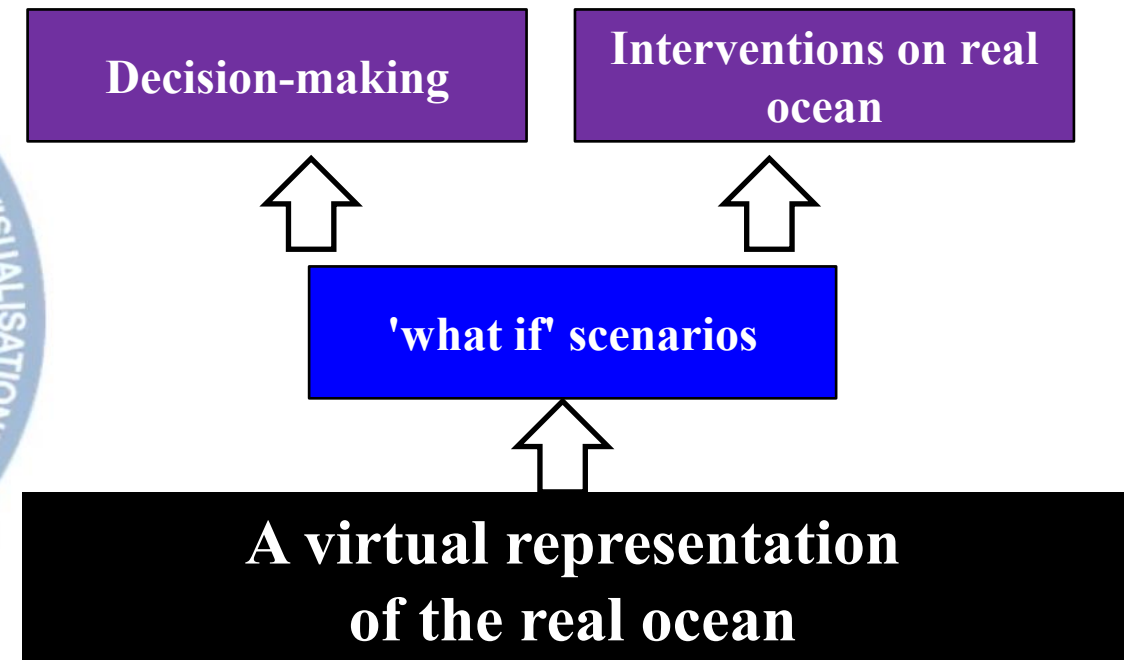 Decision-making
Interventions on real
ocean
'what if' scenarios
A virtual representation
of the real ocean